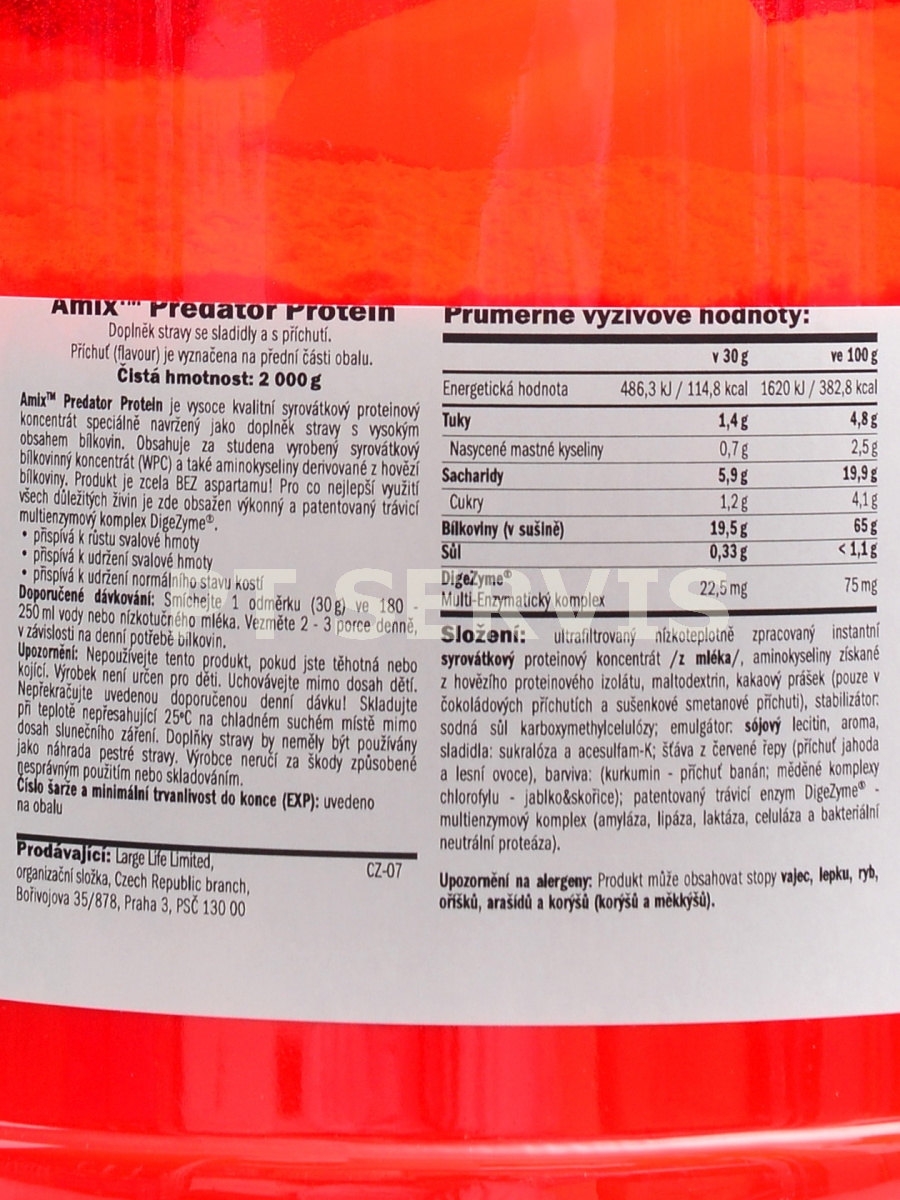 Amix™ Predator Protein
Doplněk stravy se sladidly a s příchutí.
Příchuť (flavour) je vyznačena na přední části obalu.
Čistá hmotnost: 2 000 g
Amix™ Predator Protein je vysoce kvalitní syrovátkový proteinový
koncentrát speciálně navržený jako doplněk stravy s vysokým
obsahem bílkovin. Obsahuje za studena vyrobený syrovátkový
bílkovinný koncentrát (WPC) a také aminokyseliny derivované z hovězí
bílkoviny. Produkt je zcela BEZ aspartamu! Pro co nejlepší využití
všech důležitých živin je zde obsažen výkonný a patentovaný trávicí
multienzymový komplex DigeZyme®.
• přispívá k růstu svalové hmoty
• přispívá k udržení svalové hmoty
• přispívá k udržení normálního stavu kostí
Doporučené dávkování: Smíchejte 1 odměrku (30 g) ve 180 -
250 ml vody nebo nízkotučného mléka. Vezměte 2 - 3 porce denně,
v závislosti na denní potřebě bílkovin.
Upozornění: Nepoužívejte tento produkt, pokud jste těhotná nebo
kojící. Výrobek není určen pro děti. Uchovávejte mimo dosah dětí.
Nepřekračujte uvedenou doporučenou denní dávku! Skladujte
při teplotě nepřesahující 25°C na chladném suchém místě mimo
dosah slunečního záření. Doplňky stravy by neměly být používány
jako náhrada pestré stravy. Výrobce neručí za škody způsobené
nesprávným použitím nebo skladováním.
Číslo šarže a minimální trvanlivost do konce (EXP): uvedeno
na obalu
Prodávající: Large Life Limited,
organizační složka, Czech Republic branch,
Bořivojova 35/878, Praha 3, PSČ 130 00
CZ-07
Průměrné výživové hodnoty:
v 30 g ve 100 g
Energetická hodnota 486,3 kJ / 114,8 kcal 1620 kJ / 382,8 kcal
Tuky 1,4 g 4,8 g
Nasycené mastné kyseliny 0,7 g 2,5 g
Sacharidy 5,9 g 19,9 g
Cukry 1,2 g 4,1 g
Bílkoviny (v sušině) 19,5 g 65 g
Sůl 0,33 g < 1,1 g
DigeZyme®
Multi-Enzymatický komplex 22,5 mg 75 mg
Složení: ultrafiltrovaný nízkoteplotně zpracovaný instantní
syrovátkový proteinový koncentrát /z mléka/, aminokyseliny získané
z hovězího proteinového izolátu, maltodextrin, kakaový prášek (pouze v
čokoládových příchutích a sušenkové smetanové příchuti), stabilizátor:
sodná sůl karboxymethylcelulózy; emulgátor: sójový lecitin, aroma,
sladidla: sukralóza a acesulfam-K; šťáva z červené řepy (příchuť jahoda
a lesní ovoce), barviva: (kurkumin - příchuť banán; měděné komplexy
chlorofylu - jablko&skořice); patentovaný trávicí enzym DigeZyme® -
multienzymový komplex (amyláza, lipáza, laktáza, celuláza a bakteriální
neutrální proteáza).
Upozornění na alergeny: Produkt může obsahovat stopy vajec, lepku, ryb,
oříšků, arašídů a korýšů (korýšů a měkkýšů).
PT SERVIS